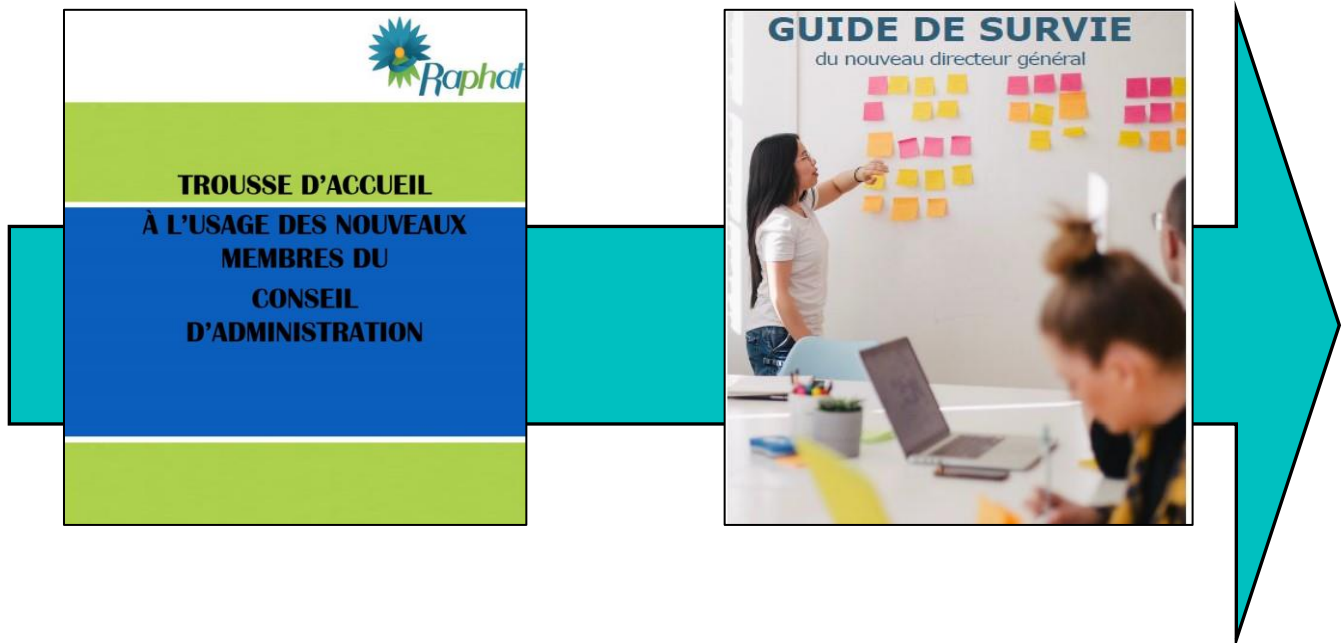 Raphat
TROUSSE D'ACCUEIL
À L'USAGE DES NOUVEAUX
MEMBRES DU
CONSEIL
D'ADMINISTRATION
GUIDE DE SURVIE
du nouveau directeur général